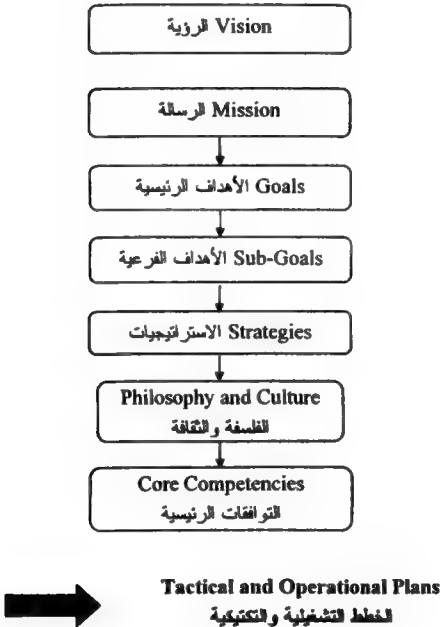 الرؤية Vision
الرسالة Mission
الأهداف الرئيسية Goals
الأهداف الفرعية Sub-Goals
الاستراتيجيات Strategies
Philosophy and Culture
الفلسفة والثقافة
Core Competencies
التوافقات الرئيسية
Tactical and Operational Plans
الخطط التشغيلية والتكتيكية